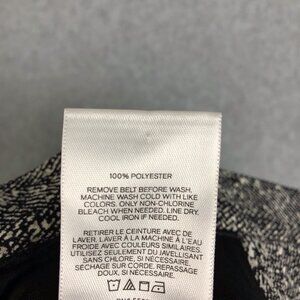 100% POLYESTER
REMOVE BELT BEFORE WASH.
MACHINE WASH COLD WITH LIKE
COLORS. ONLY NON-CHLORINE
BLEACH WHEN NEEDED. LINE DRY.
COOL IRON IF NEEDED.
RETIRER LE CEINTURE AVEC DE
LAVER. LAVER À LA MACHINE À L'EAU
FROIDE AVEC COULEURS SIMILAIRES.
UTILISEZ SEULEMENT DU JAVELLISANT
SANS CHLORE, SI NÉCESSAIRE.
SÉCHAGE SUR CORDE. REPASSAGE
DOUX, SI NÉCESSAIRE.